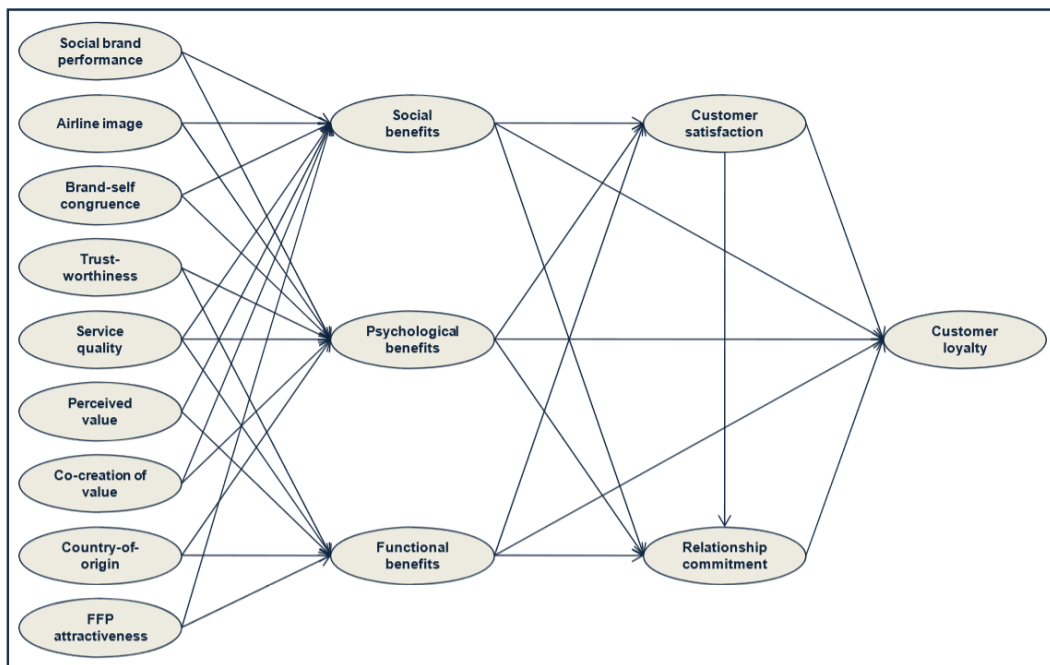 Social brand
performance
Airline image
Brand-self
congruence
Trust-
worthiness
Service
quality
Perceived
value
Co-creation of
value
Country-of-
origin
FFP
attractiveness
Social
benefits
Psychological
benefits
Functional
benefits
Customer
satisfaction
Relationship
commitment
Customer
loyalty